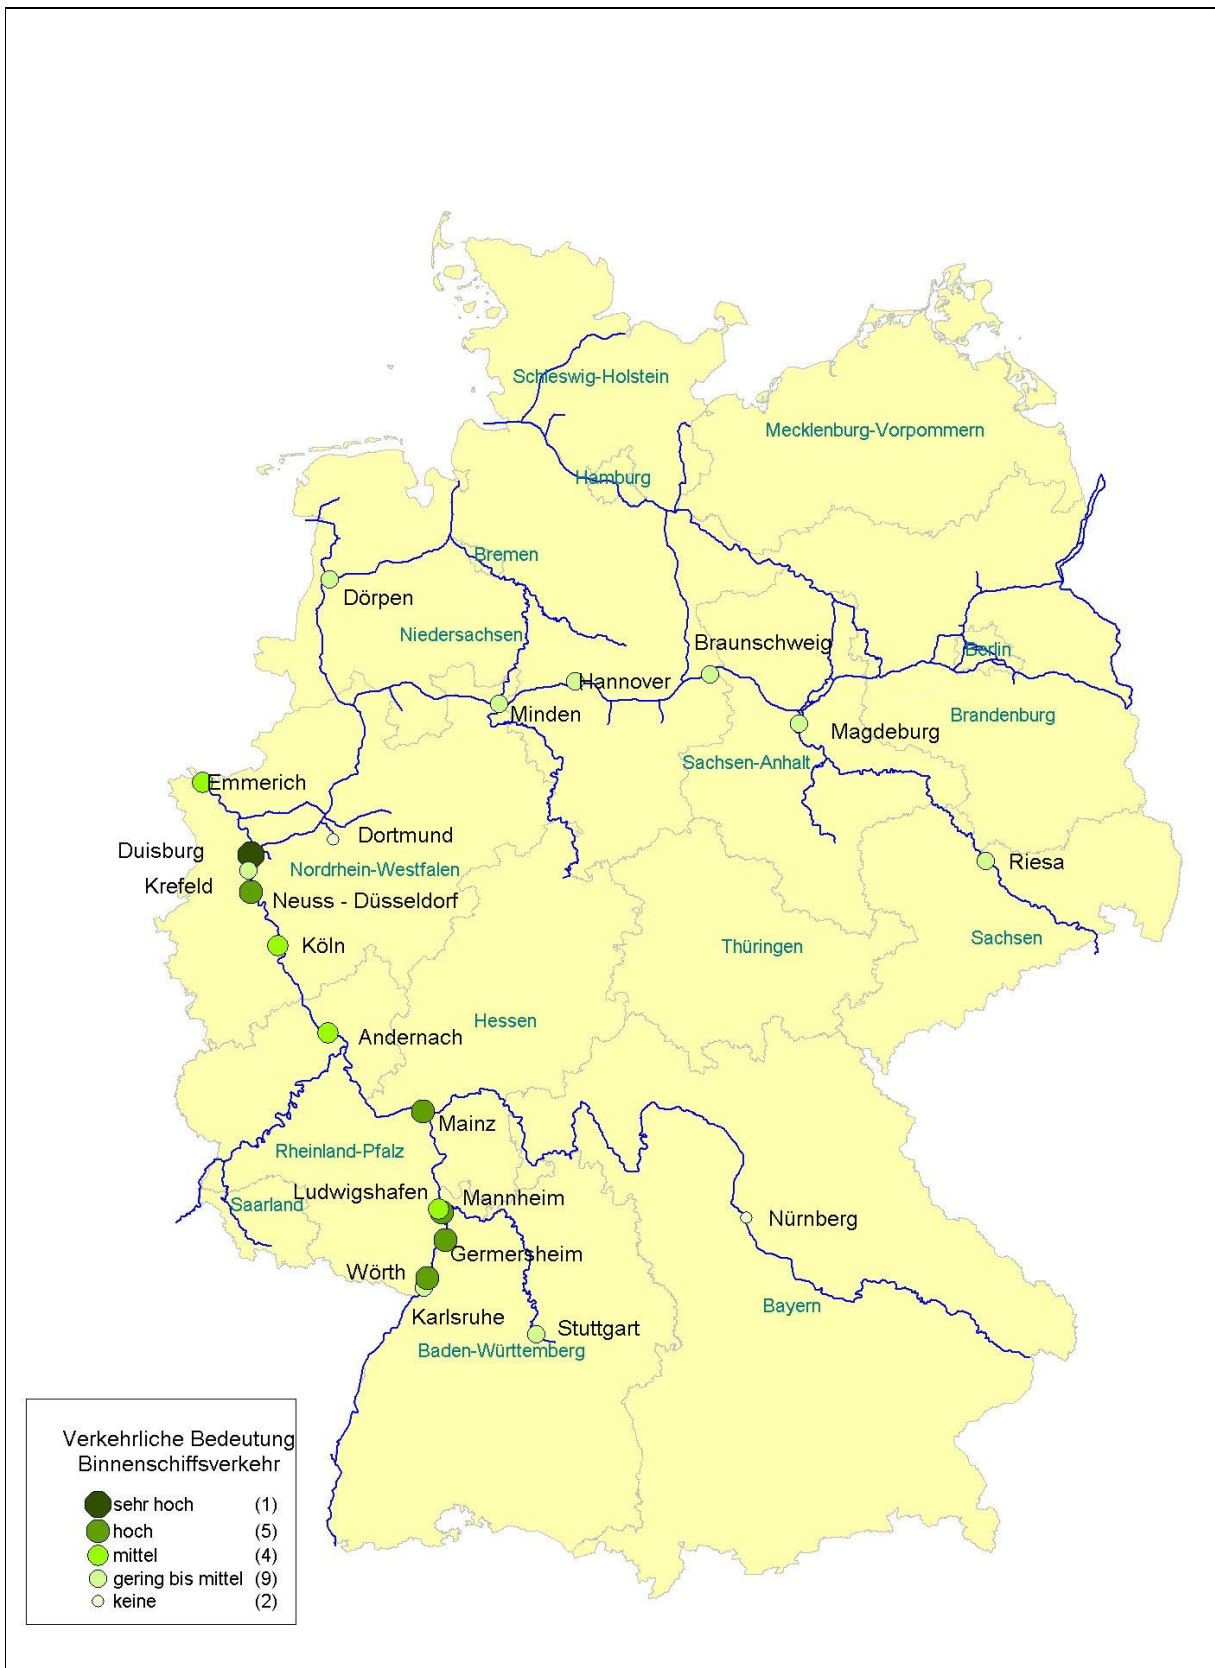 Schleswig-Holstein
Mecklenburg-Vorpommern
Hamburg
Bremen
Dörpen
Niedersachsen
Braunschweig
Berlin
Hannover
Minden
Brandenburg
Magdeburg
Sachsen-Anhalt
Emmerich
Dortmund
Duisburg
Nordrhein-Westfalen
Riesa
Krefeld
Neuss - Düsseldorf
Köln
Thüringen
Sachsen
Hessen
Andernach
Mainz
Rheinland-Pfalz
Ludwigshafen
Mannheim
Saarland
Nürnberg
Germersheim
Wörth
Bayern
Karlsruhe
Stuttgart
Baden-Württemberg
Verkehrliche Bedeutung
Binnenschiffsverkehr
sehr hoch (1)
hoch (5)
mittel (4)
gering bis mittel (9)
keine (2)